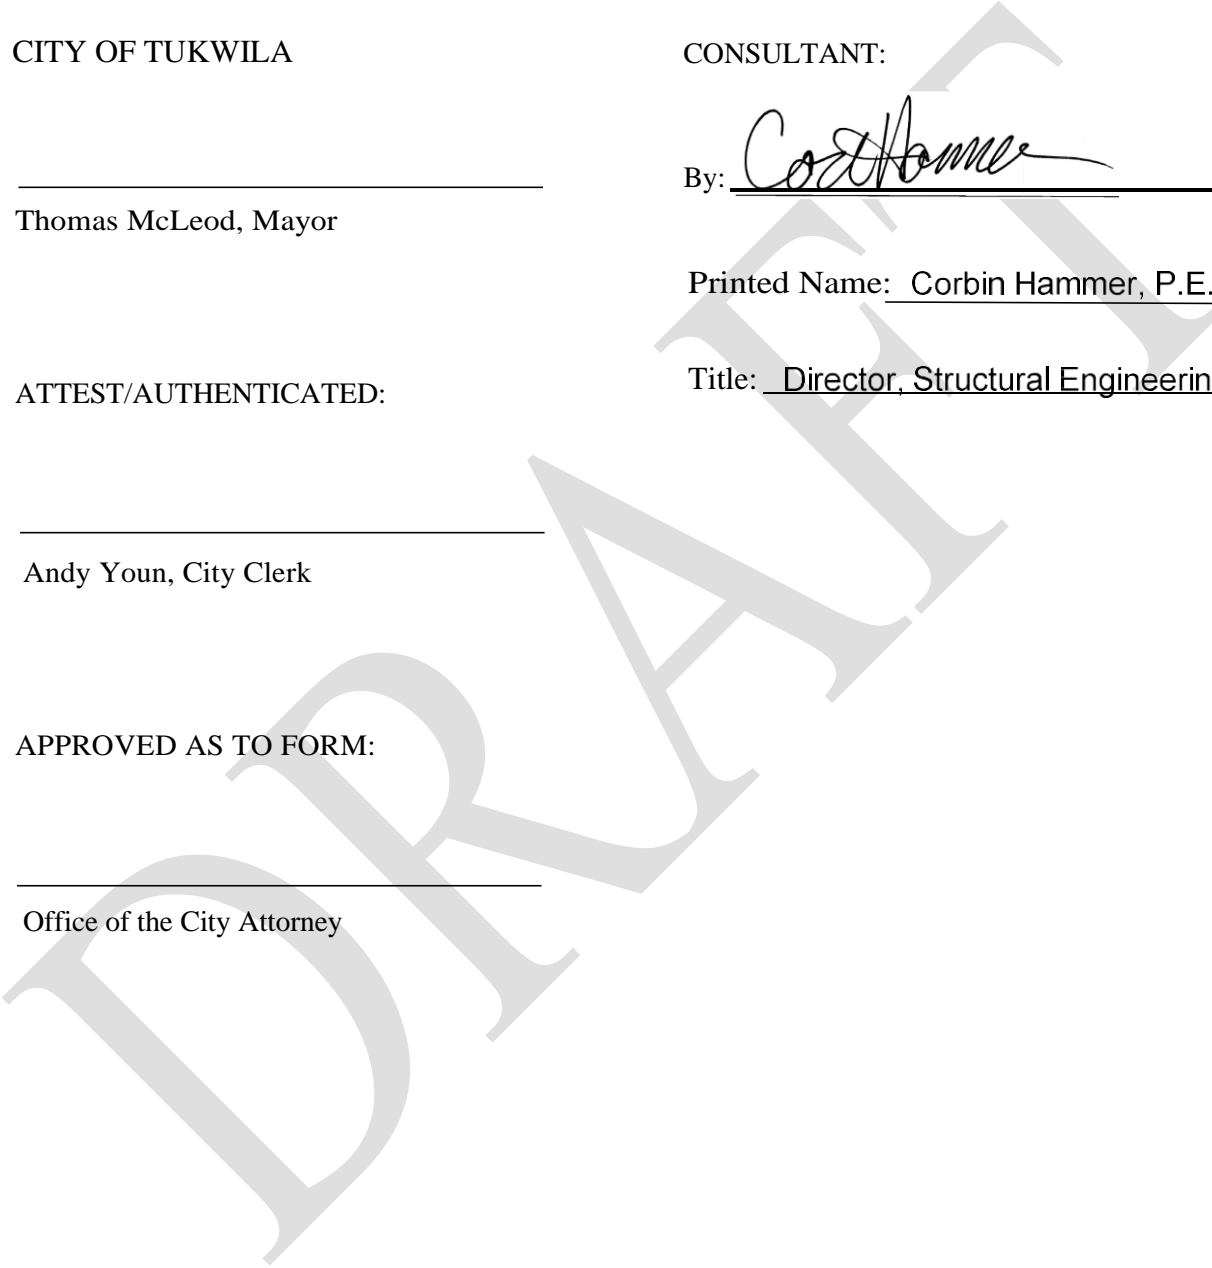 CITY OF TUKWILA
Thomas McLeod, Mayor
ATTEST/AUTHENTICATED:
Andy Youn, City Clerk
APPROVED AS TO FORM:
Office of the City Attorney
CONSULTANT:
By:
Printed Name: Corbin Hammer, P.E.
Title: Director, Structural Engineerin
DRAFT